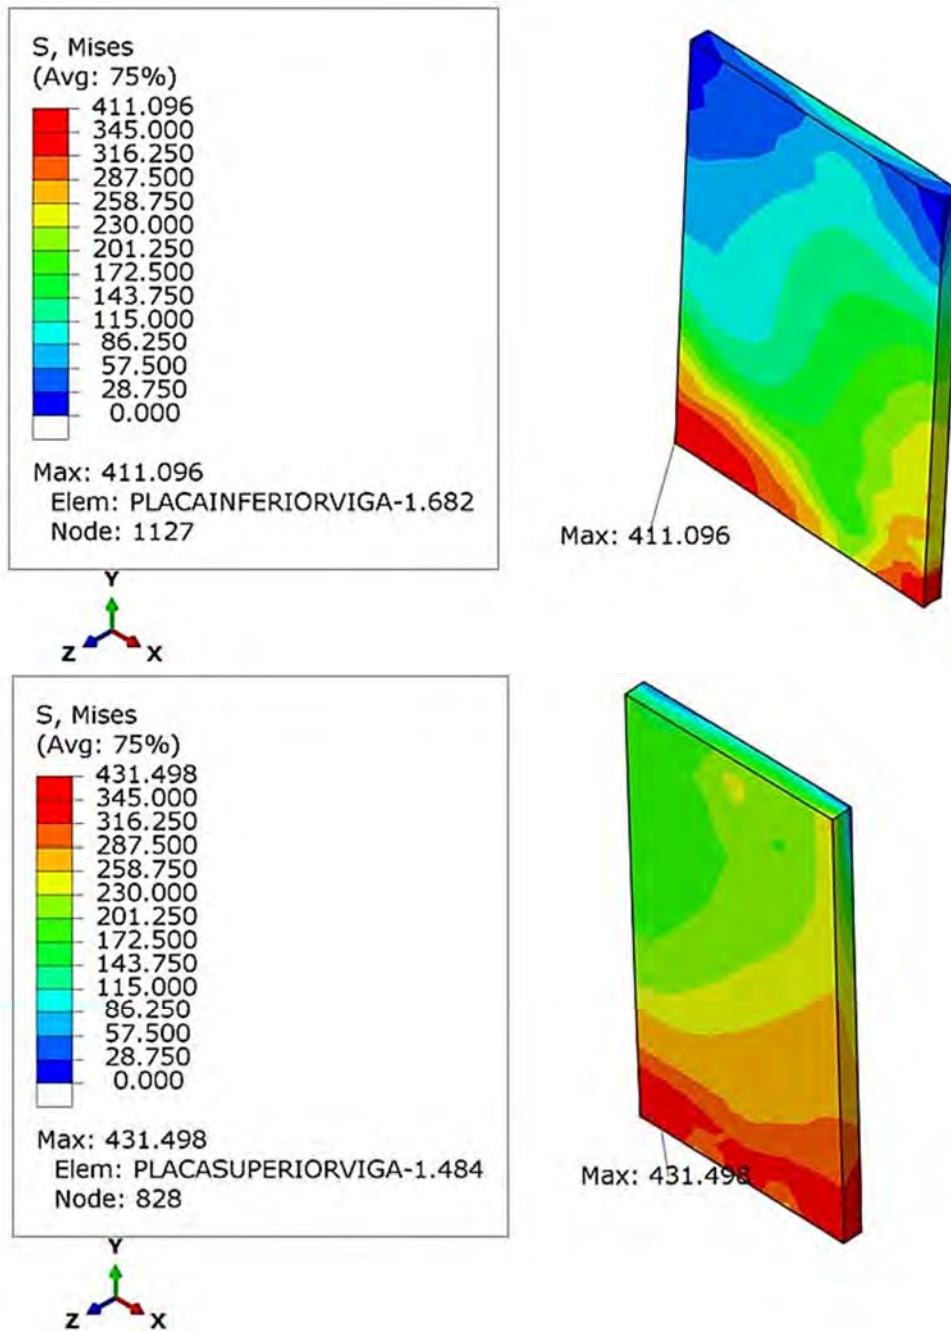 S, Mises
(Avg: 75%)
411.096
345.000
316.250
287.500
258.750
230.000
201.250
172.500
143.750
115.000
86.250
57.500
28.750
0.000
Max: 411.096
Elem: PLACAINFERIORVIGA-1.682
Node: 1127
Max: 411.096
Y
Z
X
S, Mises
(Avg: 75%)
431.498
345.000
316.250
287.500
258.750
230.000
201.250
172.500
143.750
115.000
86.250
57.500
28.750
0.000
Max: 431.498
Elem: PLACASUPERIORVIGA-1.484
Node: 828
Max: 431.498
Y
Z
X